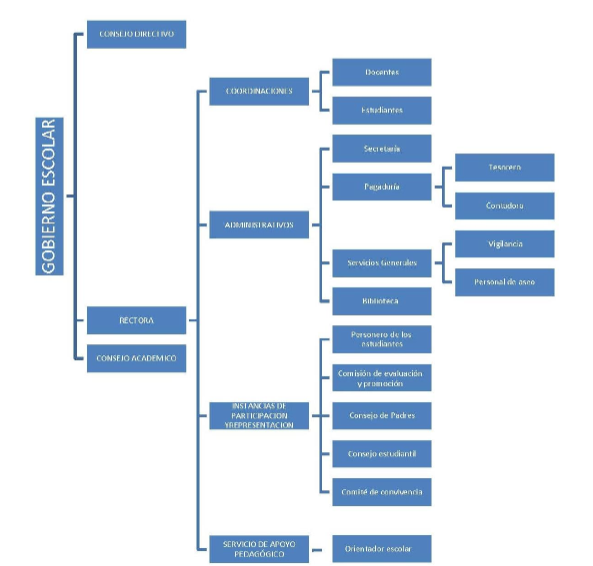 GOBIERNO ESCOLAR
CONSEJO DIRECTIVO
RECTORA
CONSEJO ACADEMICO
COORDINACIONES
Docentes
Estudiantes
ADMINISTRATIVOS
Secretaría
Pagaduría
Tesorero
Contadora
Servicios Generales
Vigilancia
Personal de aseo
Biblioteca
INSTANCIAS DE
PARTICIPACION
YREPRESENTACION
Personero de los
estudiantes
Comisión de evaluación
y promoción
Consejo de Padres
Consejo estudiantil
Comité de convivencia
SERVICIO DE APOYO
PEDAGÓGICO
Orientador escolar